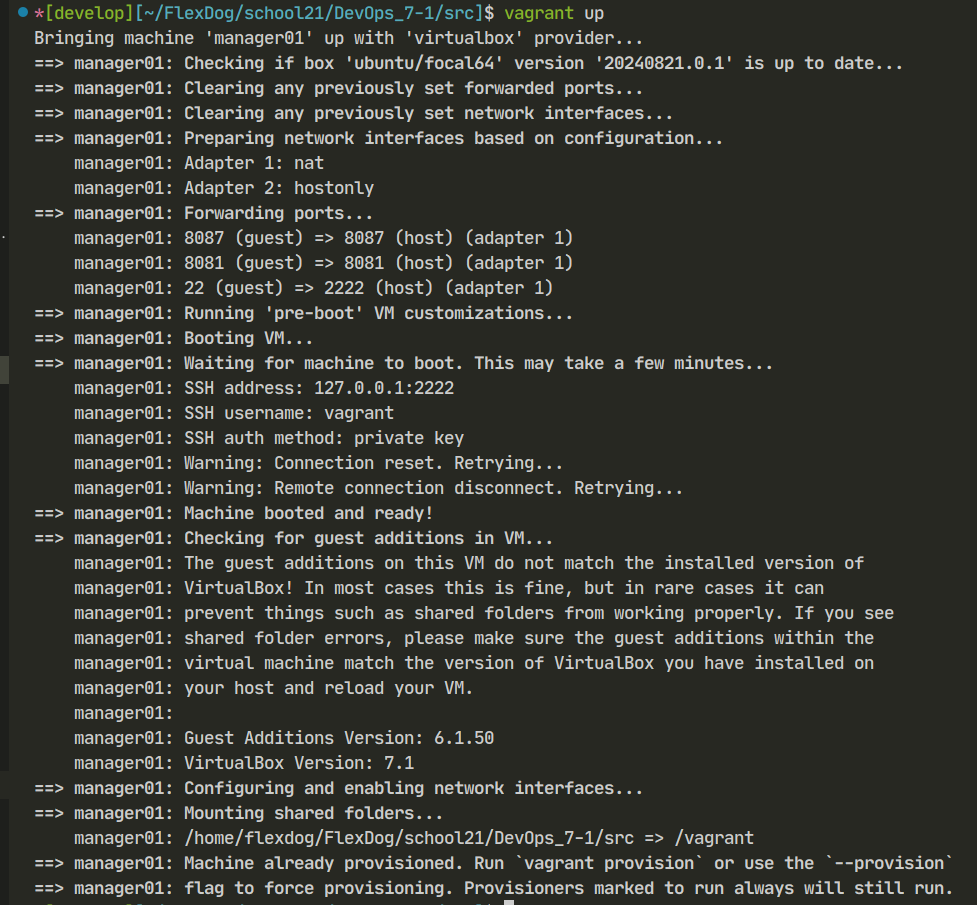 *[develop][~/FlexDog/school21/DevOps_7-1/src]$ vagrant up
Bringing machine 'manager01' up with 'virtualbox' provider...
==> manager01: Checking if box 'ubuntu/focal64' version '20240821.0.1' is up to date...
==> manager01: Clearing any previously set forwarded ports...
==> manager01: Clearing any previously set network interfaces...
==> manager01: Preparing network interfaces based on configuration...
    manager01: Adapter 1: nat
    manager01: Adapter 2: hostonly
==> manager01: Forwarding ports...
    manager01: 8087 (guest) => 8087 (host) (adapter 1)
    manager01: 8081 (guest) => 8081 (host) (adapter 1)
    manager01: 22 (guest) => 2222 (host) (adapter 1)
==> manager01: Running 'pre-boot' VM customizations...
==> manager01: Booting VM...
==> manager01: Waiting for machine to boot. This may take a few minutes...
    manager01: SSH address: 127.0.0.1:2222
    manager01: SSH username: vagrant
    manager01: SSH auth method: private key
    manager01: Warning: Connection reset. Retrying...
    manager01: Warning: Remote connection disconnect. Retrying...
==> manager01: Machine booted and ready!
==> manager01: Checking for guest additions in VM...
    manager01: The guest additions on this VM do not match the installed version of
    manager01: VirtualBox! In most cases this is fine, but in rare cases it can
    manager01: prevent things such as shared folders from working properly. If you see
    manager01: shared folder errors, please make sure the guest additions within the
    manager01: virtual machine match the version of VirtualBox you have installed on
    manager01: your host and reload your VM.
    manager01:
    manager01: Guest Additions Version: 6.1.50
    manager01: VirtualBox Version: 7.1
==> manager01: Configuring and enabling network interfaces...
==> manager01: Mounting shared folders...
    manager01: /home/flexdog/FlexDog/school21/DevOps_7-1/src => /vagrant
==> manager01: Machine already provisioned. Run `vagrant provision` or use the `--provision`
==> manager01: flag to force provisioning. Provisioners marked to run always will still run.